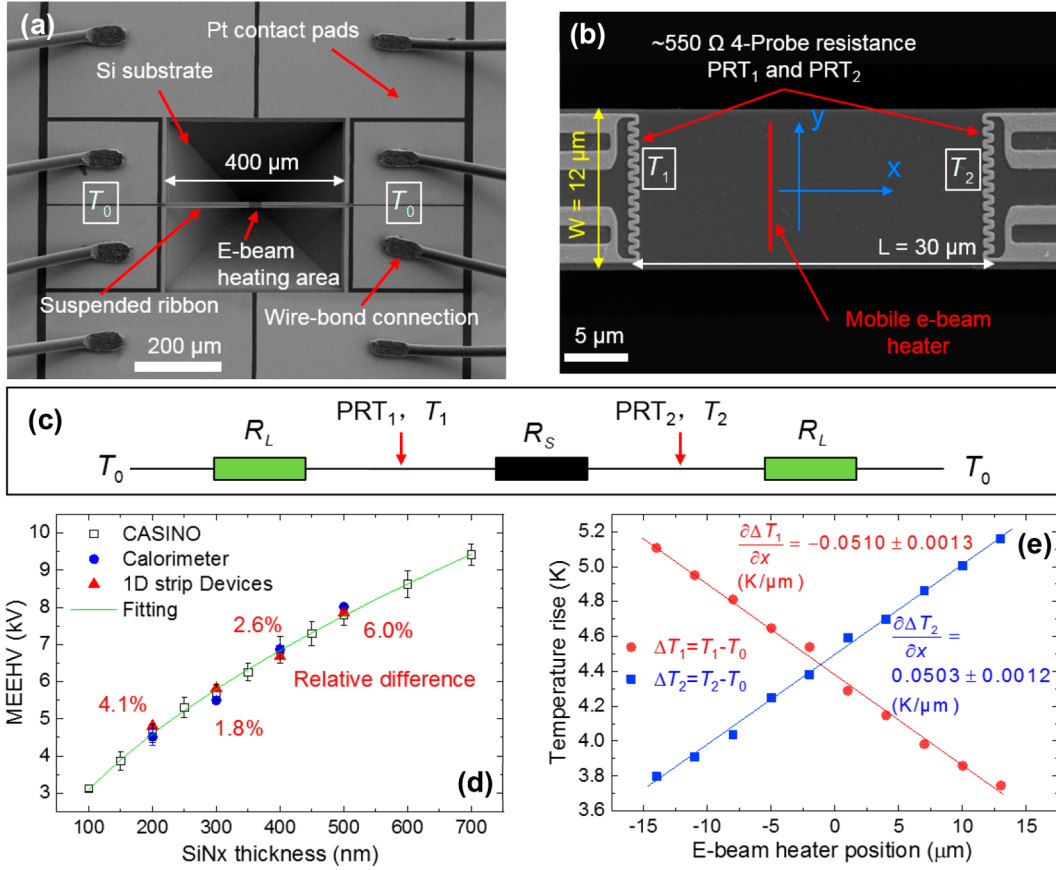 (a)
Pt contact pads
Si substrate
400 μm
T0
T0
E-beam
heating area
Suspended ribbon
Wire-bond connection
200 μm
(b)
~550 Ω 4-Probe resistance
PRT1 and PRT2
y
x
T1
T2
W = 12 μm
L = 30 μm
Mobile e-beam
heater
5 μm
(c)
PRT1, T1
PRT2, T2
RL
RS
RL
T0
T0
(d)
MEEHV (kV)
10
9
8
7
6
5
4
3
CASINO
Calorimeter
1D strip Devices
Fitting
2.6%
6.0%
Relative difference
4.1%
1.8%
100 200 300 400 500 600 700
SiNx thickness (nm)
(e)
Temperature rise (K)
5.2
5.0
4.8
4.6
4.4
4.2
4.0
3.8
3.6
∂ΔT1/∂x = −0.0510 ± 0.0013
(K/μm)
ΔT1=T1-T0
ΔT2=T2-T0
∂ΔT2/∂x =
0.0503 ± 0.0012
(K/μm)
-15 -10 -5 0 5 10 15
E-beam heater position (μm)